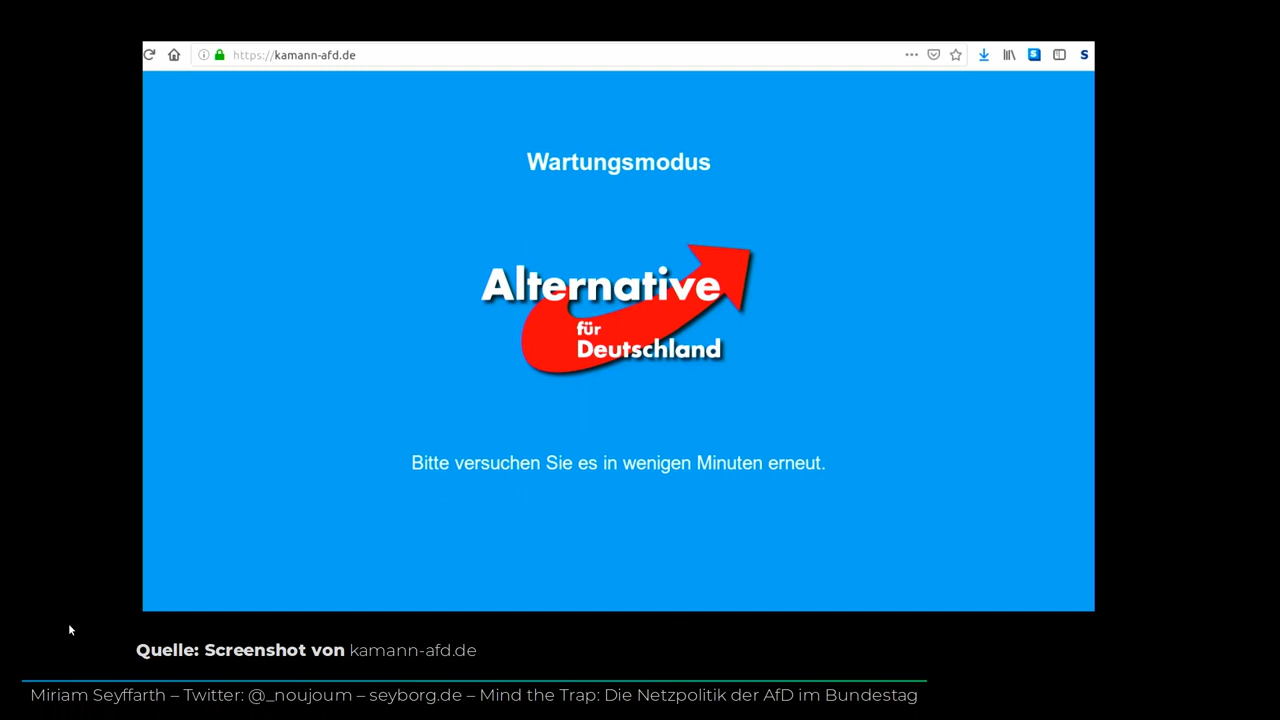 https://kamann-afd.de
S
S
Wartungsmodus
Alternative
für
Deutschland
Bitte versuchen Sie es in wenigen Minuten erneut.
Quelle: Screenshot von kamann-afd.de
Miriam Seyffarth – Twitter: @_noujoum – seyborg.de – Mind the Trap: Die Netzpolitik der AfD im Bundestag